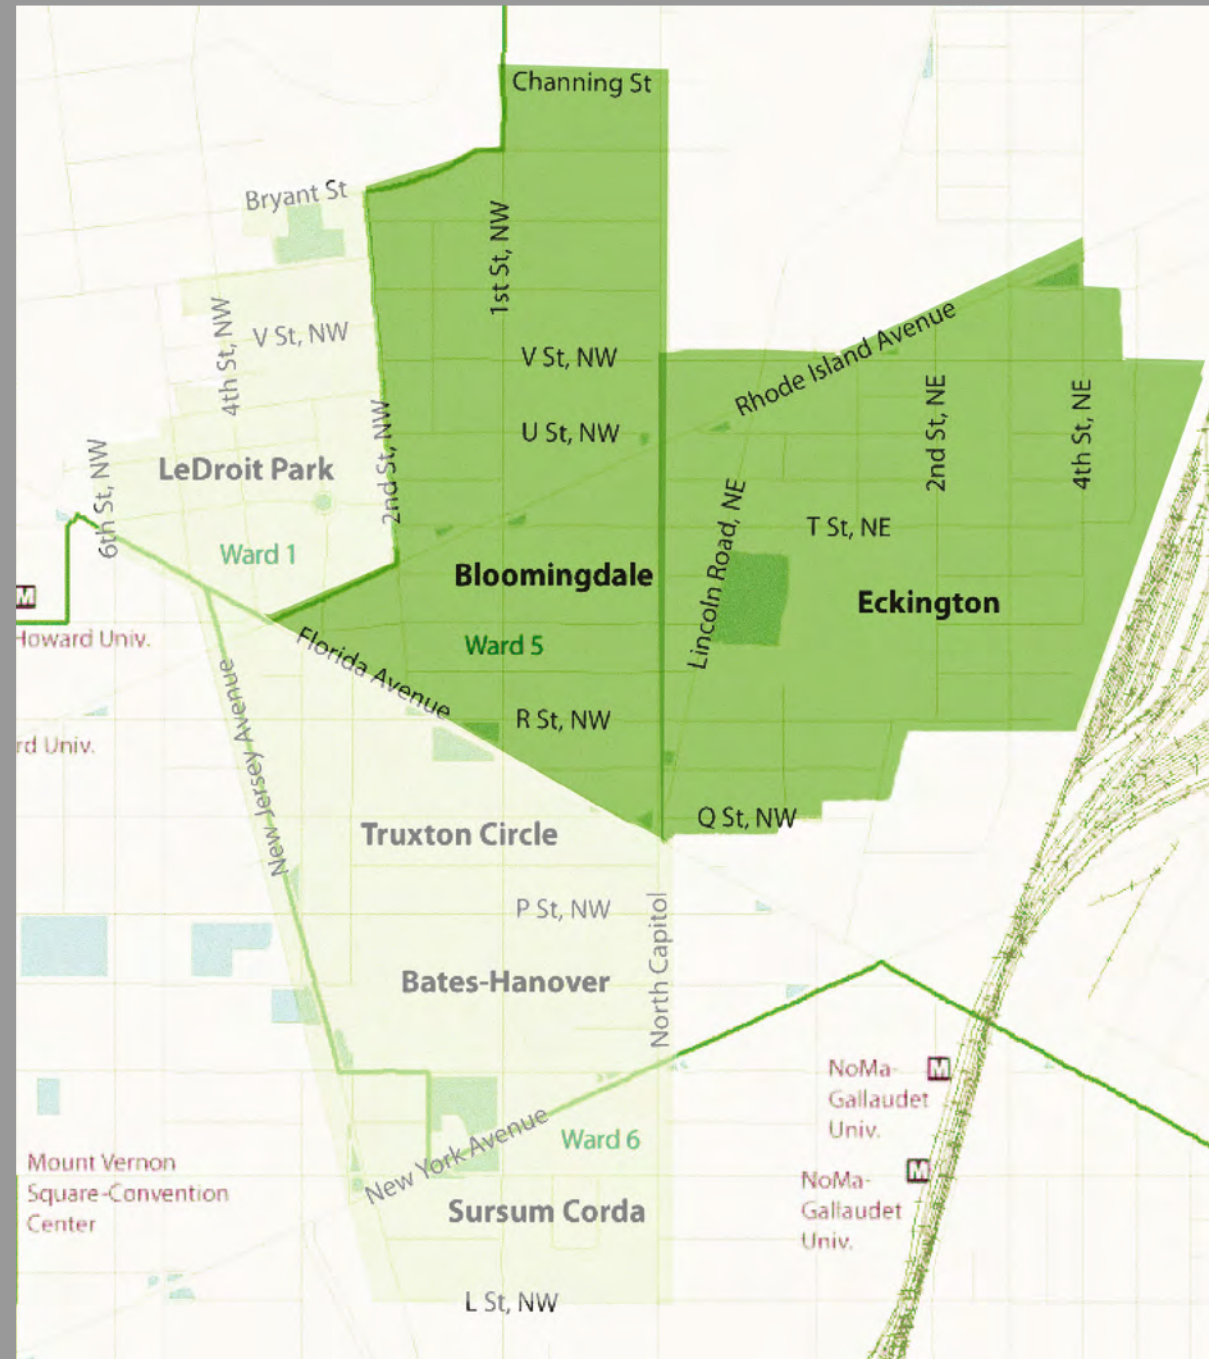 Channing St
Bryant St
1st St, NW
4th St, NW
V St, NW
V St, NW
Rhode Island Avenue
U St, NW
2nd St, NW
2nd St, NE
4th St, NE
6th St, NW
LeDroit Park
Lincoln Road, NE
T St, NE
Ward 1
Bloomingdale
Eckington
M
Howard Univ.
Ward 5
Florida Avenue
New Jersey Avenue
R St, NW
rd Univ.
Q St, NW
Truxton Circle
P St, NW
North Capitol
Bates-Hanover
NoMa-
Gallaudet
Univ.
M
New York Avenue
Ward 6
Mount Vernon
Square-Convention
Center
NoMa-
Gallaudet
Univ.
M
Sursum Corda
L St, NW